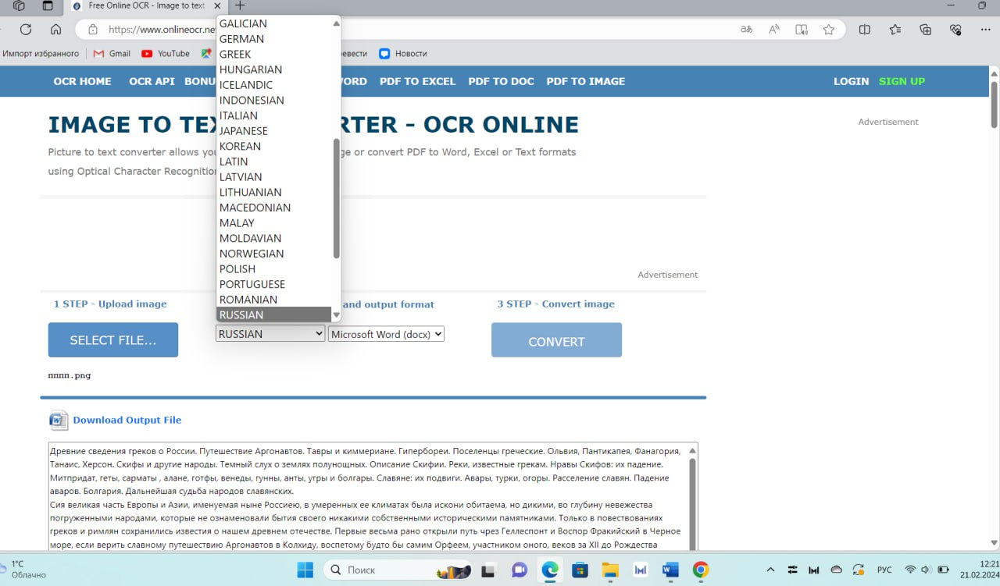 Free Online OCR - Image to text
https://www.onlineocr.ne
Импорт избранного Gmail YouTube евести Новости
OCR HOME OCR API BONU ORD PDF TO EXCEL PDF TO DOC PDF TO IMAGE LOGIN SIGN UP
GALICIAN
GERMAN
GREEK
HUNGARIAN
ICELANDIC
INDONESIAN
ITALIAN
JAPANESE
KOREAN
LATIN
LATVIAN
LITHUANIAN
MACEDONIAN
MALAY
MOLDAVIAN
NORWEGIAN
POLISH
PORTUGUESE
ROMANIAN
RUSSIAN
IMAGE TO TEX RTER - OCR ONLINE
Advertisement
Picture to text converter allows you ge or convert PDF to Word, Excel or Text formats
using Optical Character Recognition
Advertisement
1 STEP - Upload image and output format 3 STEP - Convert image
SELECT FILE... RUSSIAN Microsoft Word (docx) CONVERT
пппп.png
Download Output File
Древние сведения греков о России. Путешествие Аргонавтов. Тавры и киммериане. Гипербореи. Поселенцы греческие. Ольвия, Пантикапея, Фанагория,
Танаис, Херсон. Скифы и другие народы. Темный слух о землях полунощных. Описание Скифии. Реки, известные грекам. Нравы Скифов: их падение.
Митридат, геты, сарматы , алане, готфы, венеды, гунны, анты, угры и болгары. Славяне: их подвиги. Авары, турки, огоры. Расселение славян. Падение
аваров. Болгария. Дальнейшая судьба народов славянских.
Сия великая часть Европы и Азии, именуемая ныне Россиею, в умеренных ее климатах была искони обитаема, но дикими, во глубину невежества
погруженными народами, которые не ознаменовали бытия своего никакими собственными историческими памятниками. Только в повествованиях
греков и римлян сохранились известия о нашем древнем отечестве. Первые весьма рано открыли путь чрез Геллеспонт и Воспор Фракийский в Черное
море, если верить славному путешествию Аргонавтов в Колхиду, воспетому будто бы самим Орфеем, участником оного, веков за XII до Рождества
1°C
Облачно
Поиск
РУС
12:21
21.02.2024